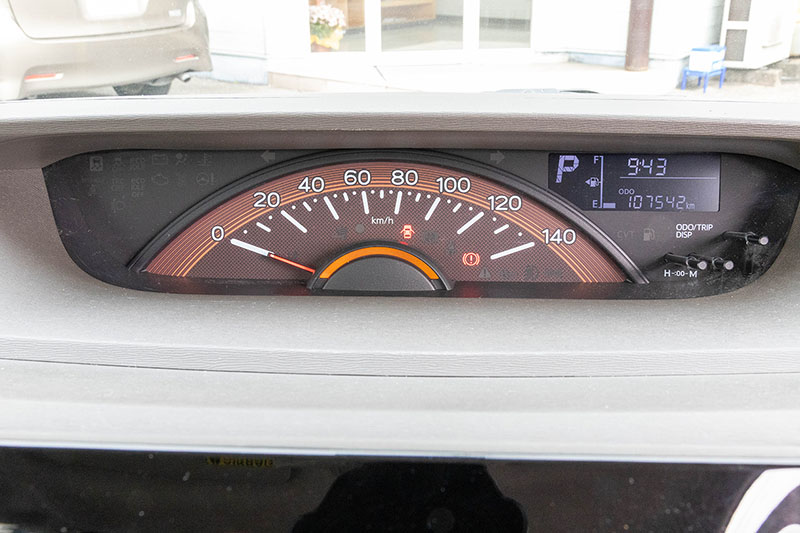 0 20 40 60 80 100 120 140
km/h
P
F
E
9:43
ODO
107542km
CVT
ODO/TRIP
DISP
H-:00-M